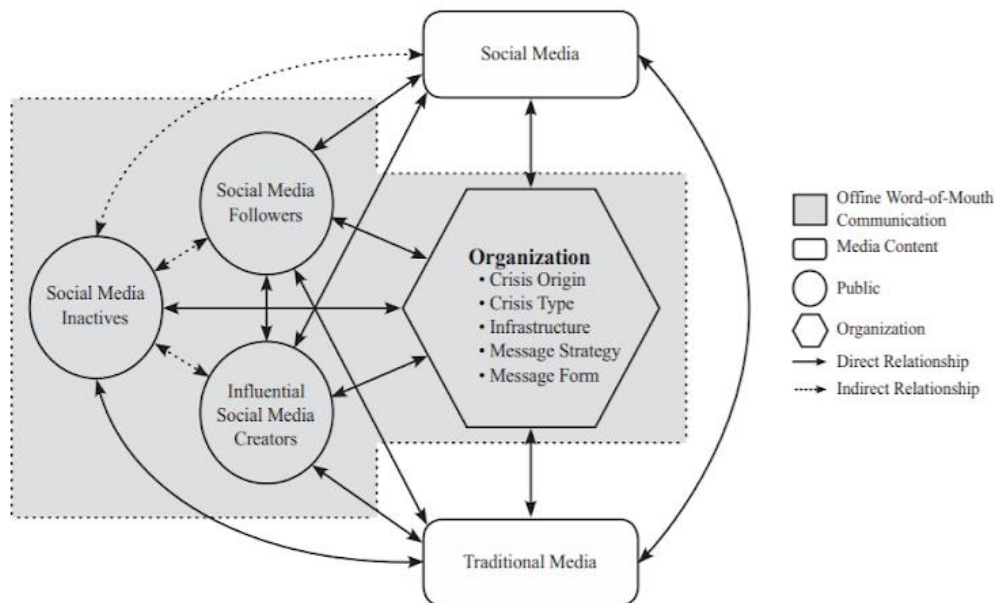 Social Media
Social Media
Followers
Social Media
Inactives
Influential
Social Media
Creators
Organization
• Crisis Origin
• Crisis Type
• Infrastructure
• Message Strategy
• Message Form
Traditional Media
Offine Word-of-Mouth
Communication
Media Content
Public
Organization
Direct Relationship
Indirect Relationship